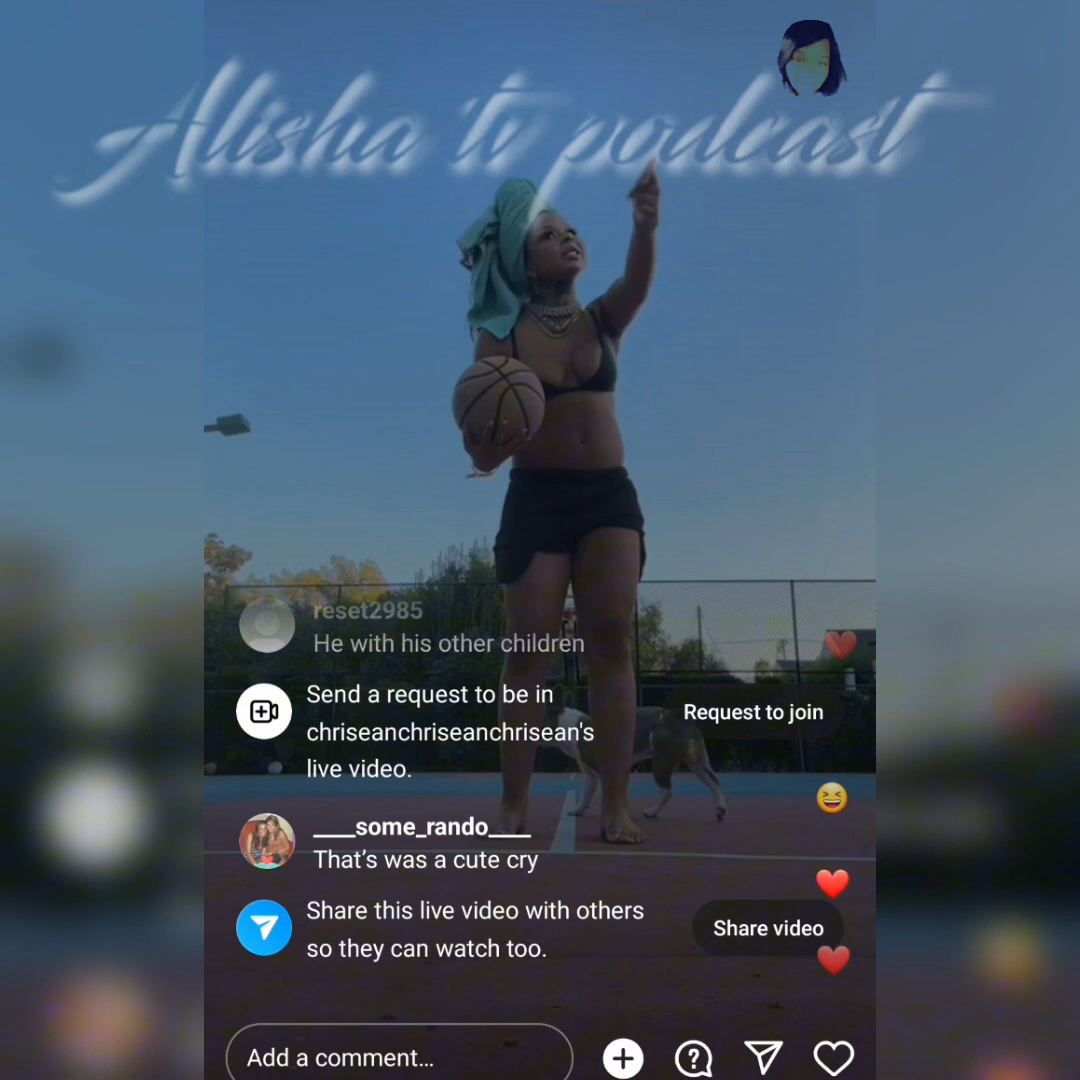 Alisha tv podcast
reset2985
He with his other children
Send a request to be in
chriseanchriseanchrisean's
live video.
Request to join
____some_rando____
That’s was a cute cry
Share this live video with others
so they can watch too.
Share video
Add a comment...